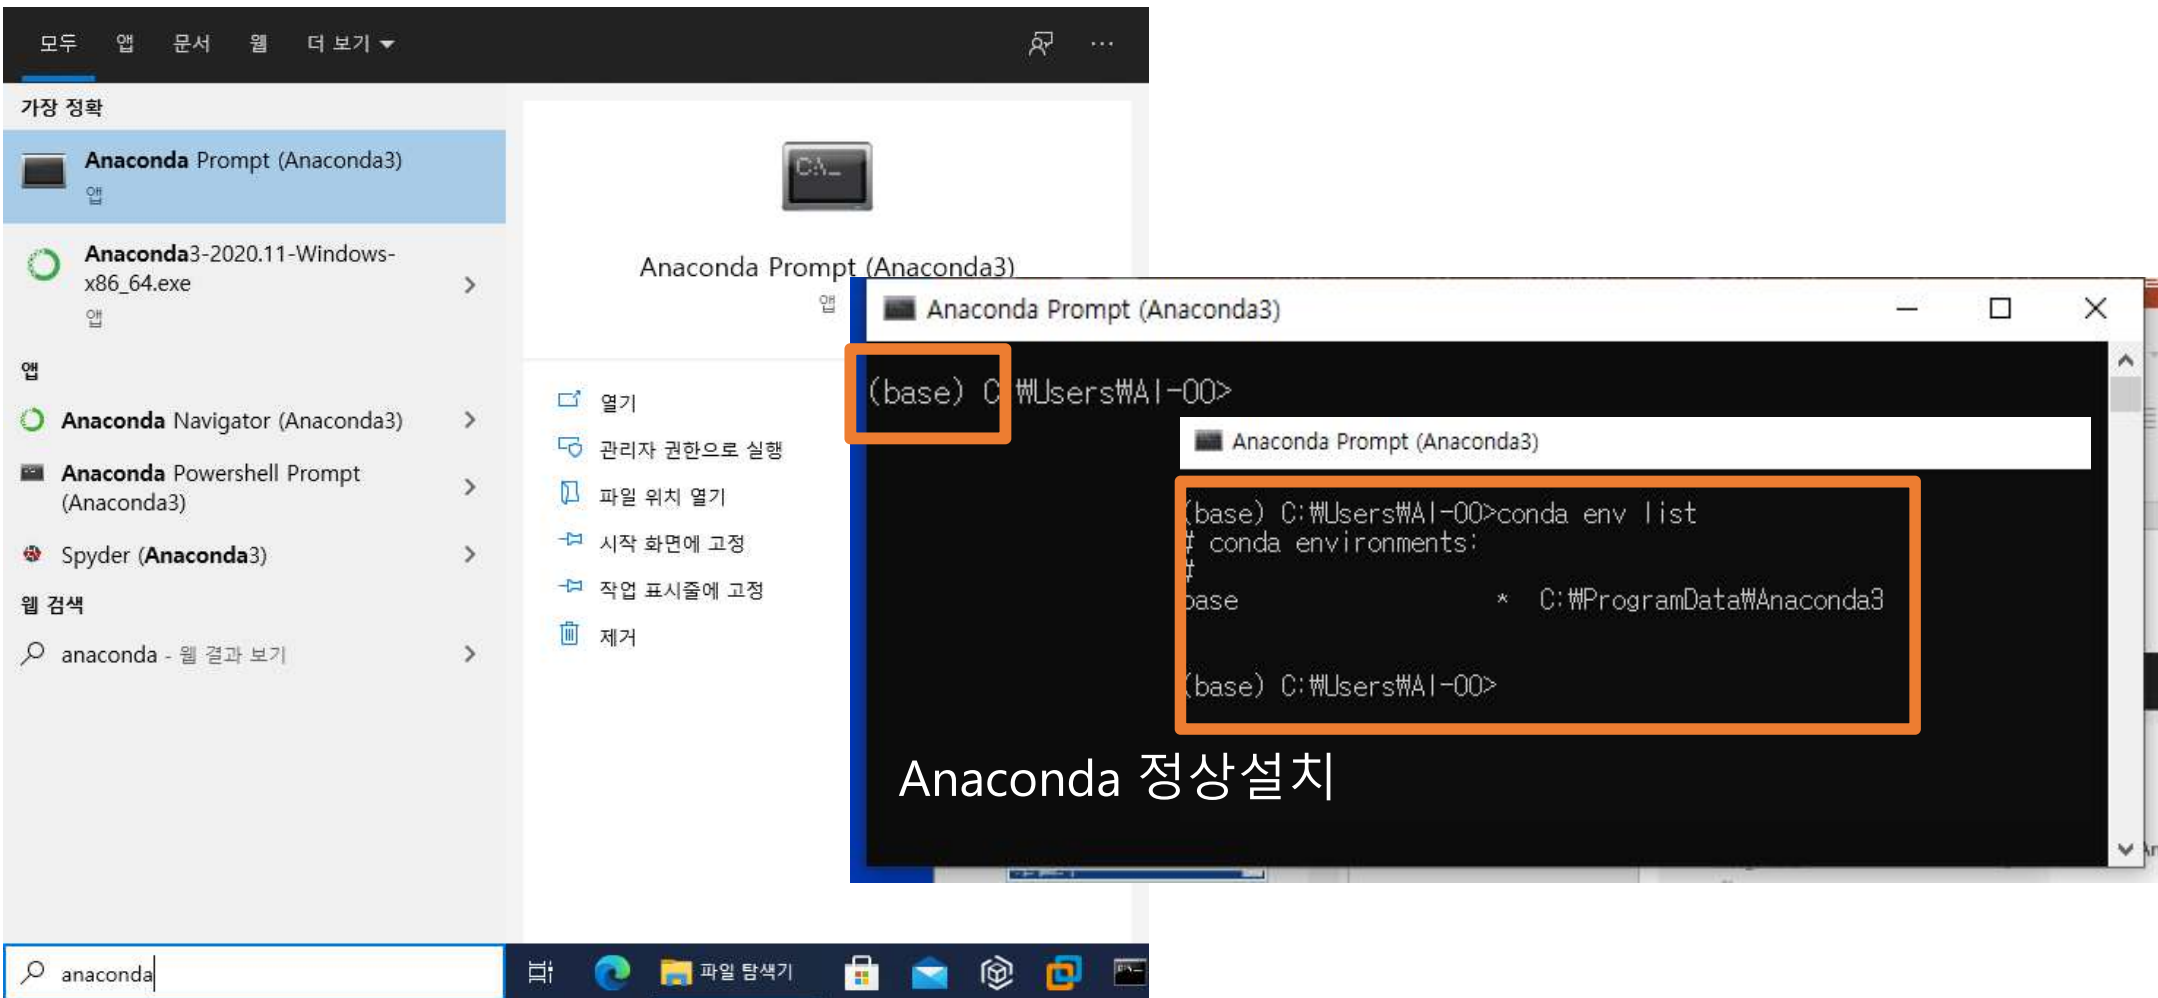 모두 앱 문서 웹 더 보기
가장 정확
Anaconda Prompt (Anaconda3)
앱
Anaconda3-2020.11-Windows-
x86_64.exe
앱
앱
Anaconda Navigator (Anaconda3)
Anaconda Powershell Prompt
(Anaconda3)
Spyder (Anaconda3)
웹 검색
anaconda - 웹 결과 보기
anaconda
C:\_
Anaconda Prompt (Anaconda3)
앱
열기
관리자 권한으로 실행
파일 위치 열기
시작 화면에 고정
작업 표시줄에 고정
제거
파일 탐색기
Anaconda Prompt (Anaconda3)
(base) C:₩Users₩AI-00>
Anaconda Prompt (Anaconda3)
(base) C:₩Users₩AI-00>conda env list
# conda environments:
#
base * C:₩ProgramData₩Anaconda3
(base) C:₩Users₩AI-00>
Anaconda 정상설치